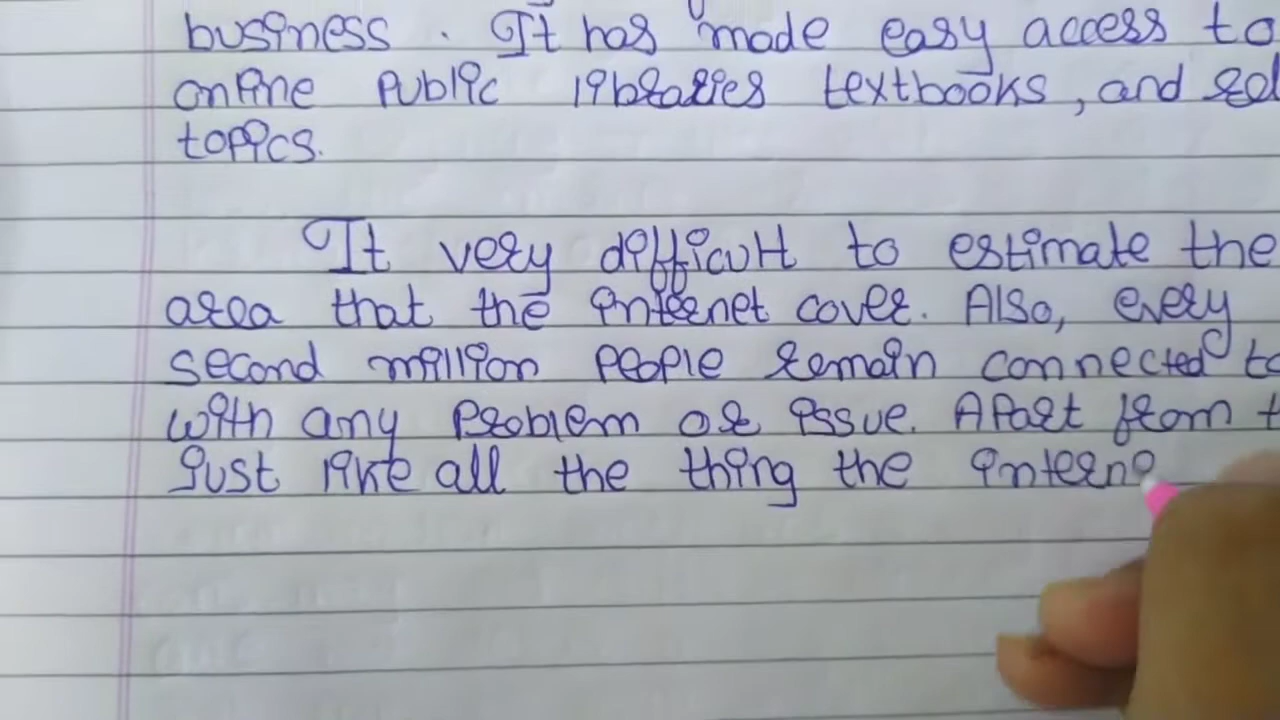 business. It has made easy access to
online public libraries textbooks, and
topics.
It very difficult to estimate the
area that the internet cover. Also, every
second million people remain connected to
with any problem or issue. Apart from
just like all the thing the interne